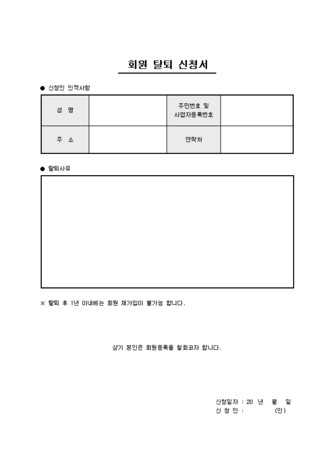 회원 탈퇴 신청서
● 신청인 인적사항
성 명
주민번호 및
사업자등록번호
주 소
연락처
● 탈퇴사유
※ 탈퇴 후 1년 이내에는 회원 재가입이 불가능 합니다.
상기 본인은 회원등록을 철회코자 합니다.
신청일자 : 20 년 월 일
신 청 인 : (인)